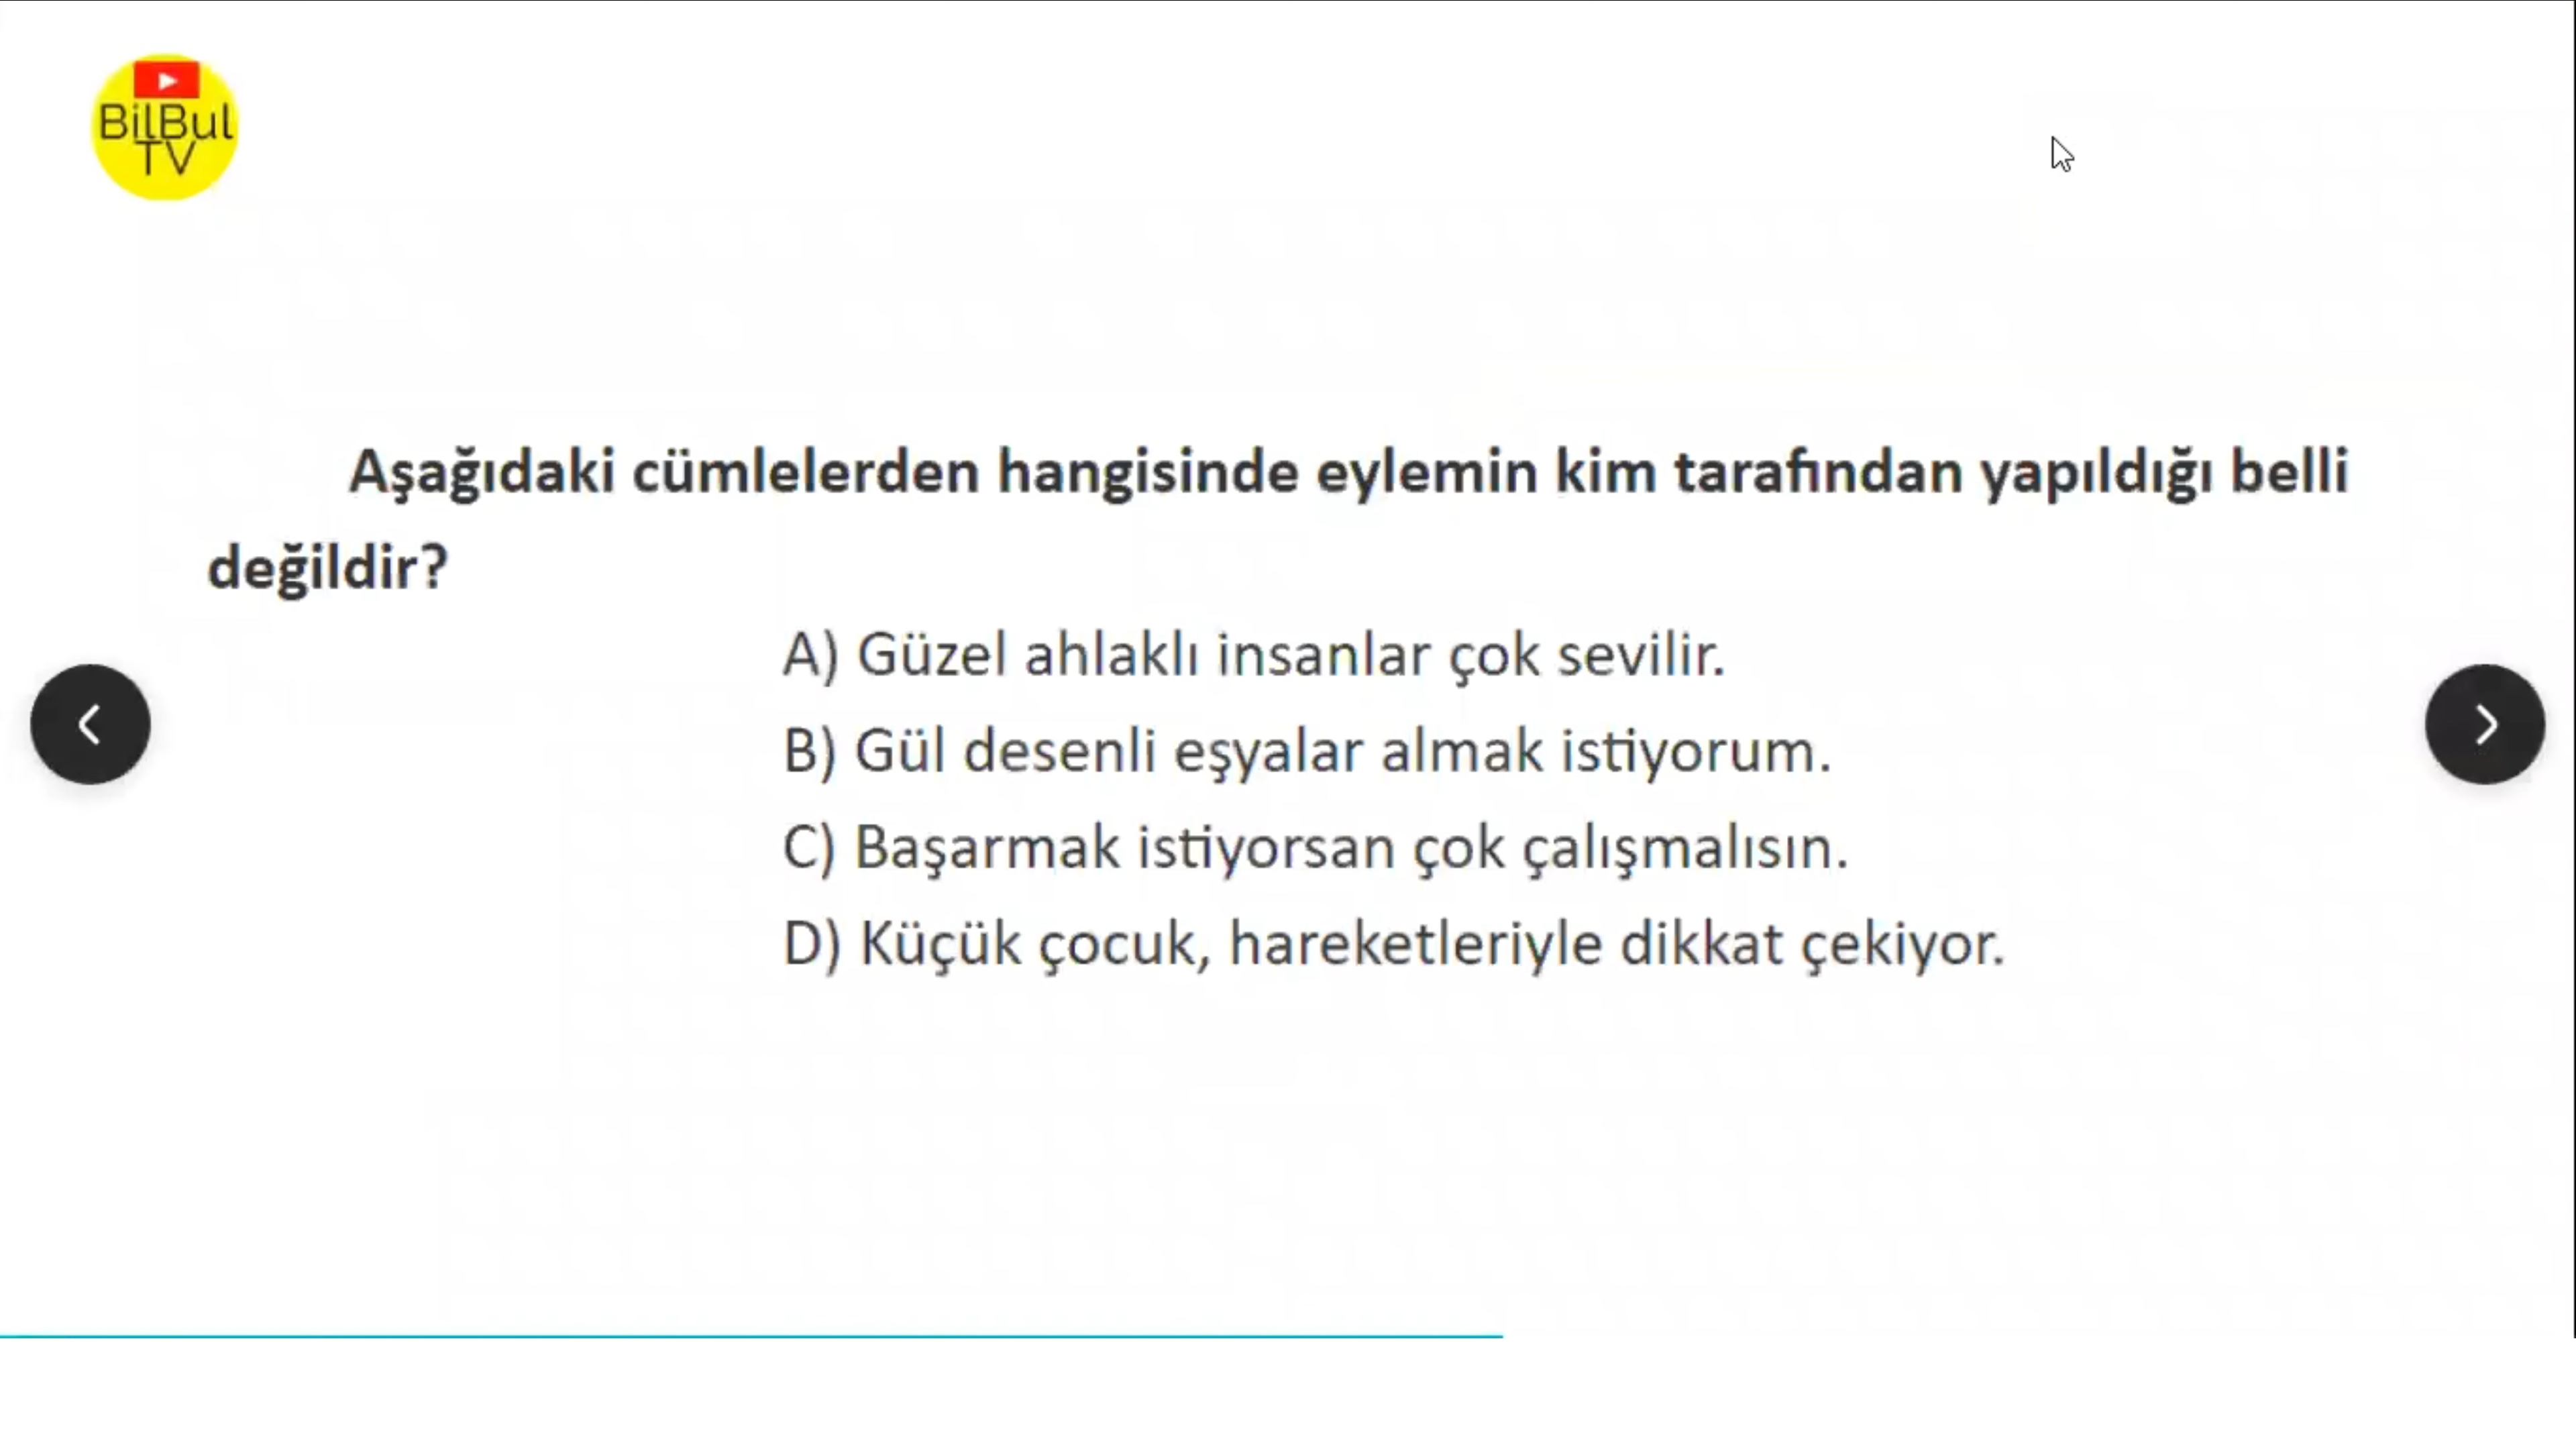 BilBul
TV
Aşağıdaki cümlelerden hangisinde eylemin kim tarafından yapıldığı belli
değildir?
A) Güzel ahlaklı insanlar çok sevilir.
B) Gül desenli eşyalar almak istiyorum.
C) Başarmak istiyorsan çok çalışmalısın.
D) Küçük çocuk, hareketleriyle dikkat çekiyor.